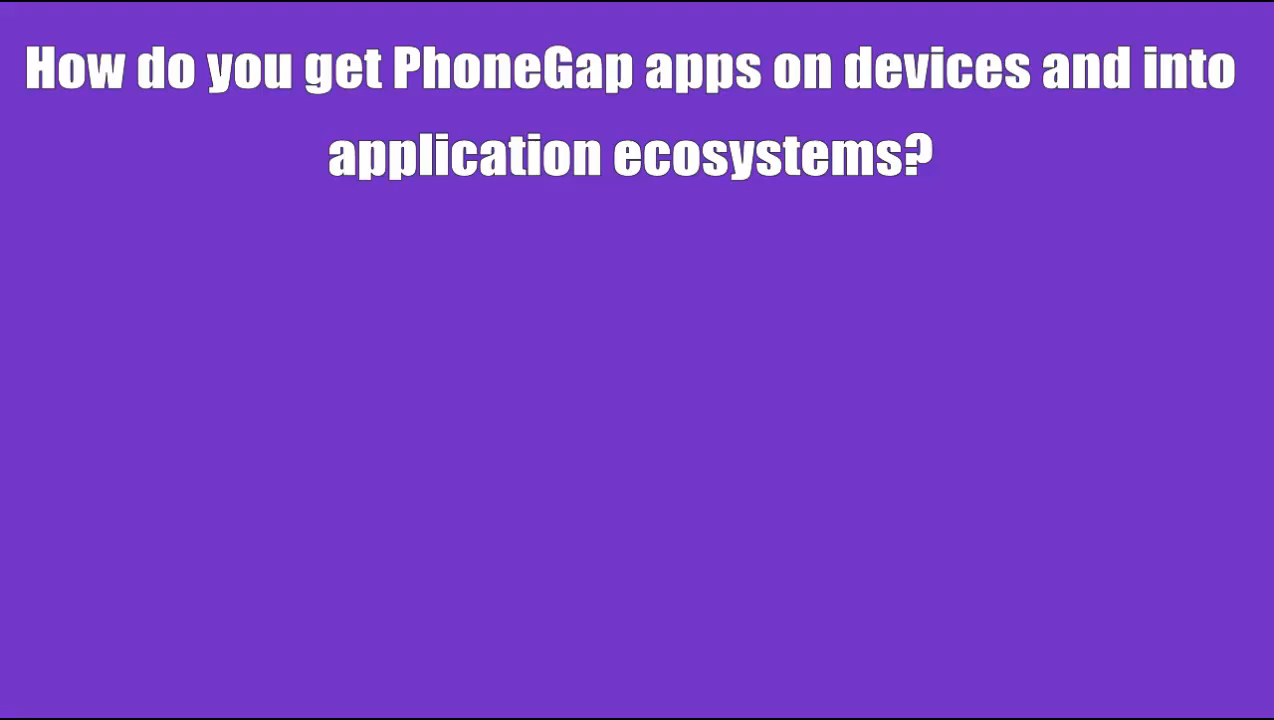 How do you get PhoneGap apps on devices and into
application ecosystems?